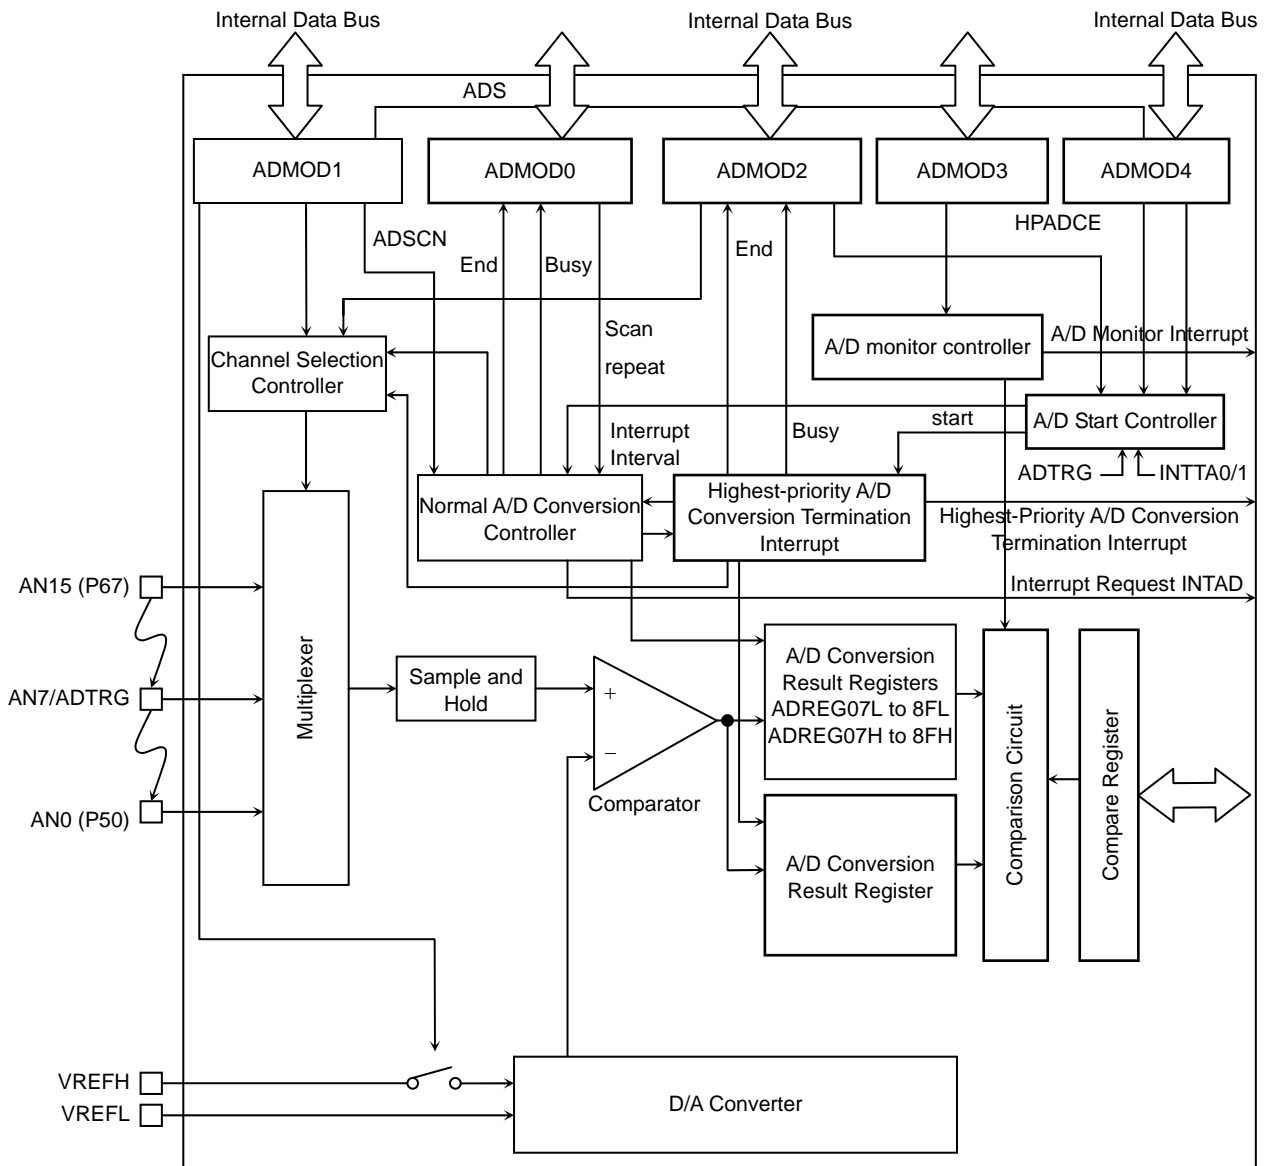 Internal Data Bus
Internal Data Bus
Internal Data Bus
ADS
ADMOD1
ADMOD0
ADMOD2
ADMOD3
ADMOD4
ADSCN
End
Busy
End
HPADCE
Scan
repeat
Channel Selection
Controller
A/D monitor controller
A/D Monitor Interrupt
Interrupt
Interval
Busy
start
A/D Start Controller
ADTRG
INTTA0/1
Normal A/D Conversion
Controller
Highest-priority A/D
Conversion Termination
Interrupt
Highest-Priority A/D Conversion
Termination Interrupt
Interrupt Request INTAD
AN15 (P67)
AN7/ADTRG
AN0 (P50)
Multiplexer
Sample and
Hold
+
−
Comparator
A/D Conversion
Result Registers
ADREG07L to 8FL
ADREG07H to 8FH
A/D Conversion
Result Register
Comparison Circuit
Compare Register
VREFH
VREFL
D/A Converter